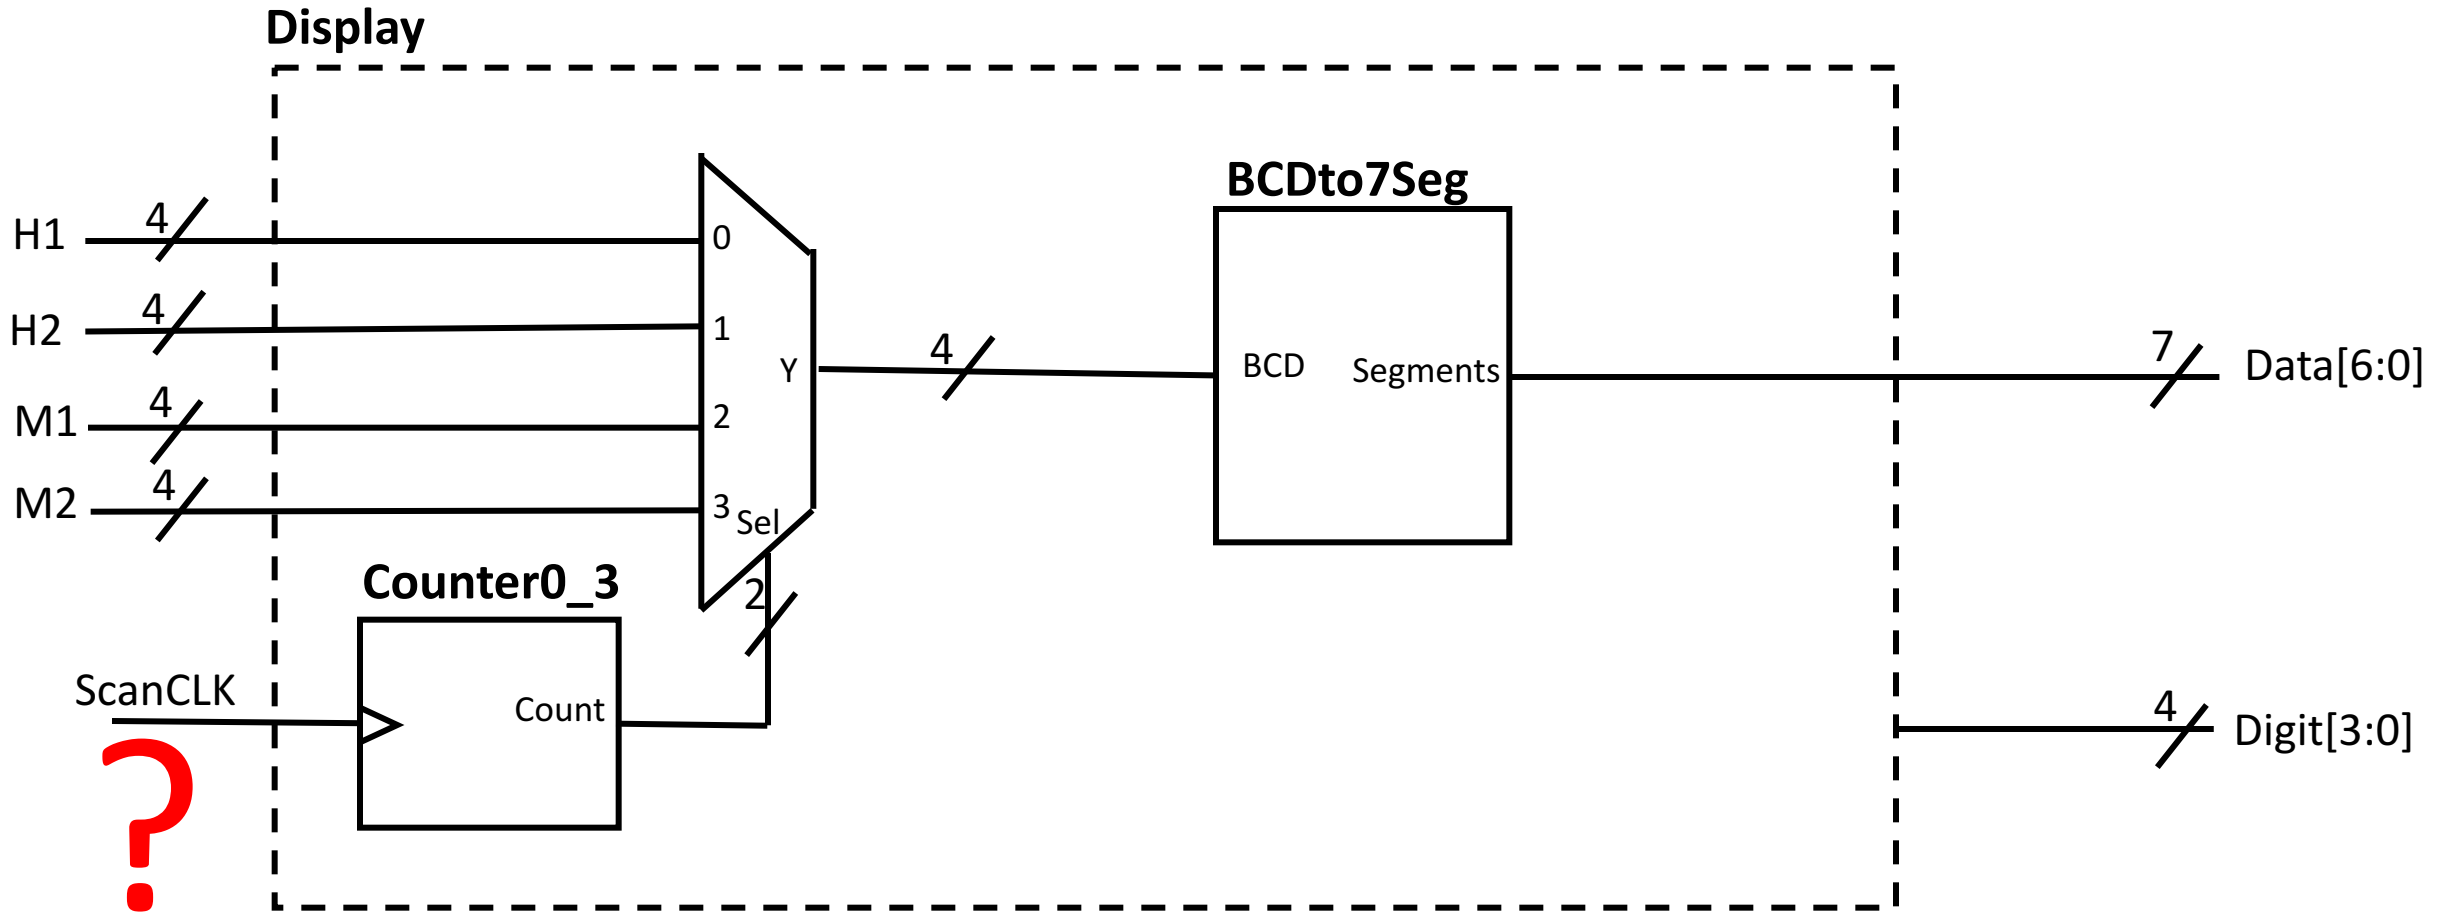 Display
BCDto7Seg
H1
4
0
H2
4
1
4
Y
BCD
Segments
7
Data[6:0]
M1
4
2
M2
4
3
Sel
Counter0_3
2
ScanCLK
Count
4
Digit[3:0]
?